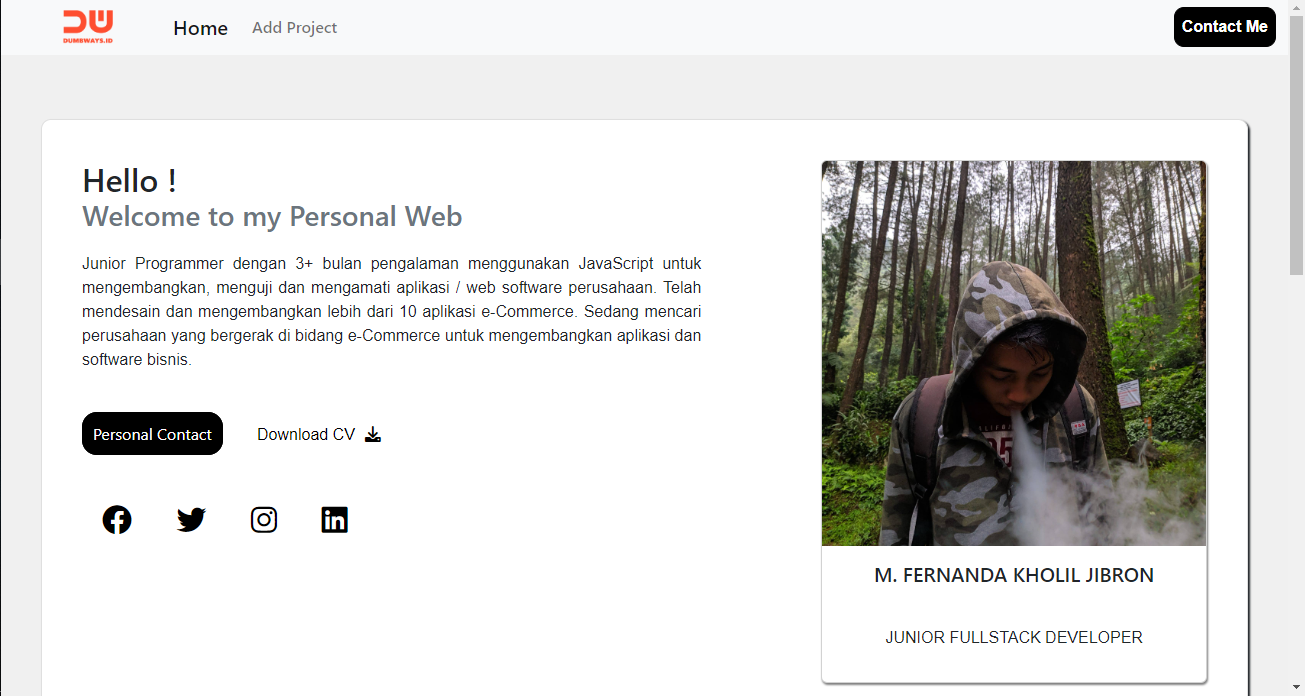 DUMBWAYS.ID
Home
Add Project
Contact Me
Hello !
Welcome to my Personal Web
Junior Programmer dengan 3+ bulan pengalaman menggunakan JavaScript untuk
mengembangkan, menguji dan mengamati aplikasi / web software perusahaan. Telah
mendesain dan mengembangkan lebih dari 10 aplikasi e-Commerce. Sedang mencari
perusahaan yang bergerak di bidang e-Commerce untuk mengembangkan aplikasi dan
software bisnis.
Personal Contact
Download CV
M. FERNANDA KHOLIL JIBRON
JUNIOR FULLSTACK DEVELOPER